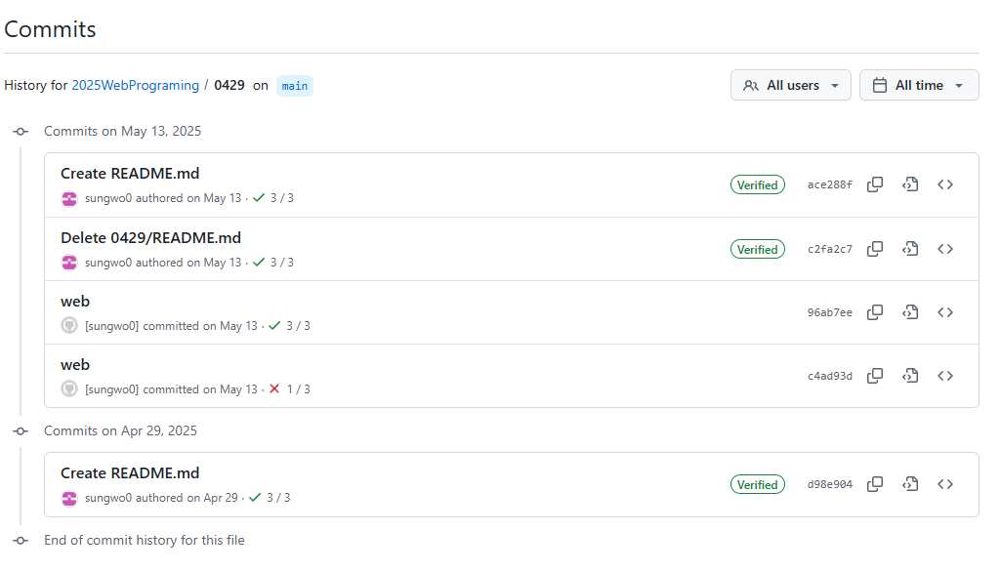 Commits
History for 2025WebPrograming / 0429 on main
All users
All time
Commits on May 13, 2025
Create README.md
sungwo0 authored on May 13 · 3 / 3
Verified
ace288f
Delete 0429/README.md
sungwo0 authored on May 13 · 3 / 3
Verified
c2fa2c7
web
[sungwo0] committed on May 13 · 3 / 3
96ab7ee
web
[sungwo0] committed on May 13 · 1 / 3
c4ad93d
Commits on Apr 29, 2025
Create README.md
sungwo0 authored on Apr 29 · 3 / 3
Verified
d98e904
End of commit history for this file